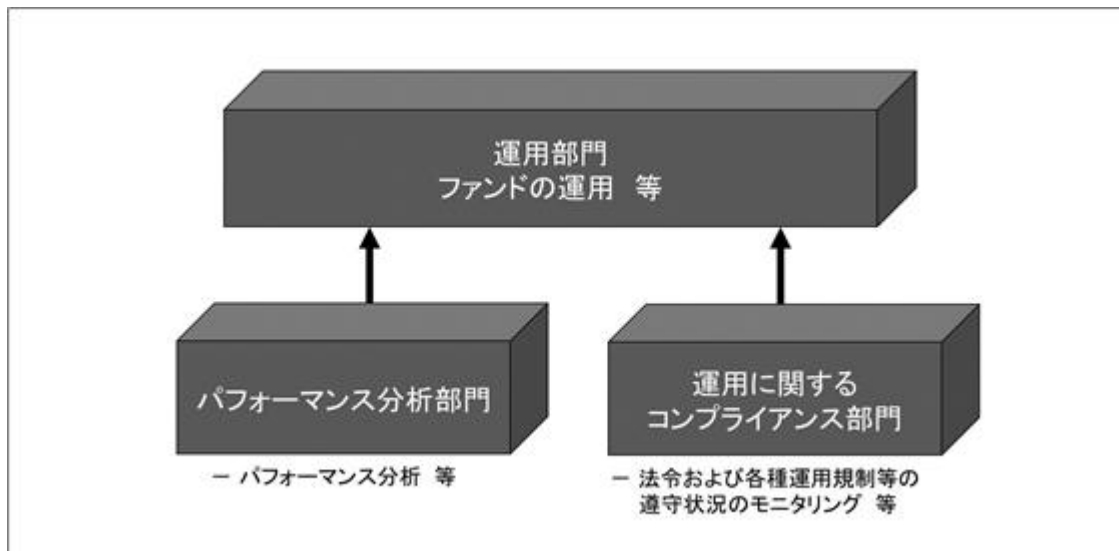 運用部門
ファンドの運用 等
パフォーマンス分析部門
- パフォーマンス分析 等
運用に関する
コンプライアンス部門
- 法令および各種運用規制等の
遵守状況のモニタリング 等